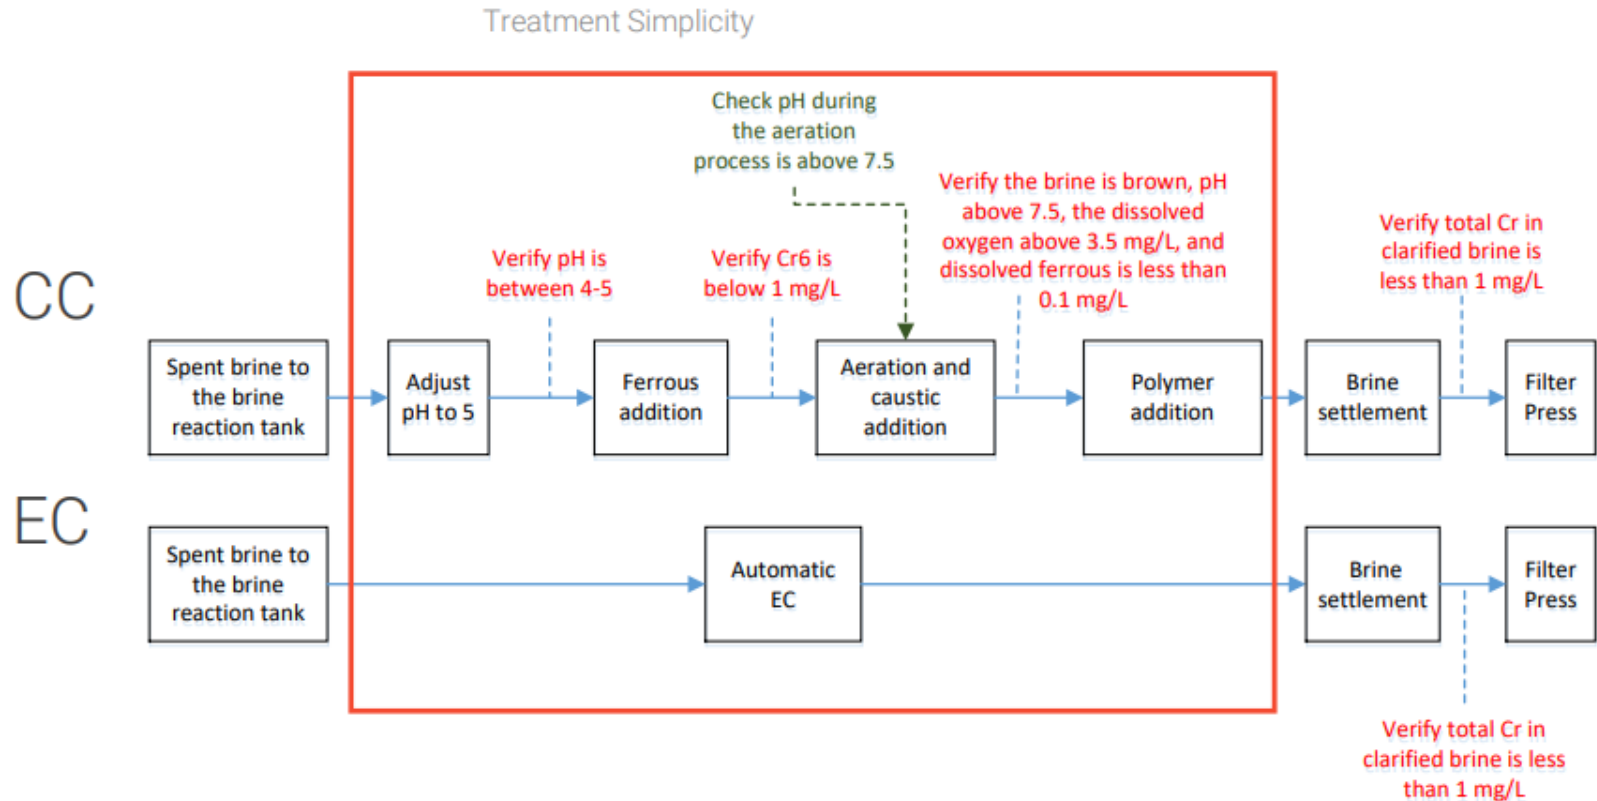 Treatment Simplicity
Check pH during
the aeration
process is above 7.5
Verify the brine is brown, pH
above 7.5, the dissolved
oxygen above 3.5 mg/L, and
dissolved ferrous is less than
0.1 mg/L
Verify total Cr in
clarified brine is
less than 1 mg/L
Verify pH is
between 4-5
Verify Cr6 is
below 1 mg/L
CC
Spent brine to
the brine
reaction tank
Adjust
pH to 5
Ferrous
addition
Aeration and
caustic
addition
Polymer
addition
Brine
settlement
Filter
Press
EC
Spent brine to
the brine
reaction tank
Automatic
EC
Brine
settlement
Filter
Press
Verify total Cr in
clarified brine is less
than 1 mg/L